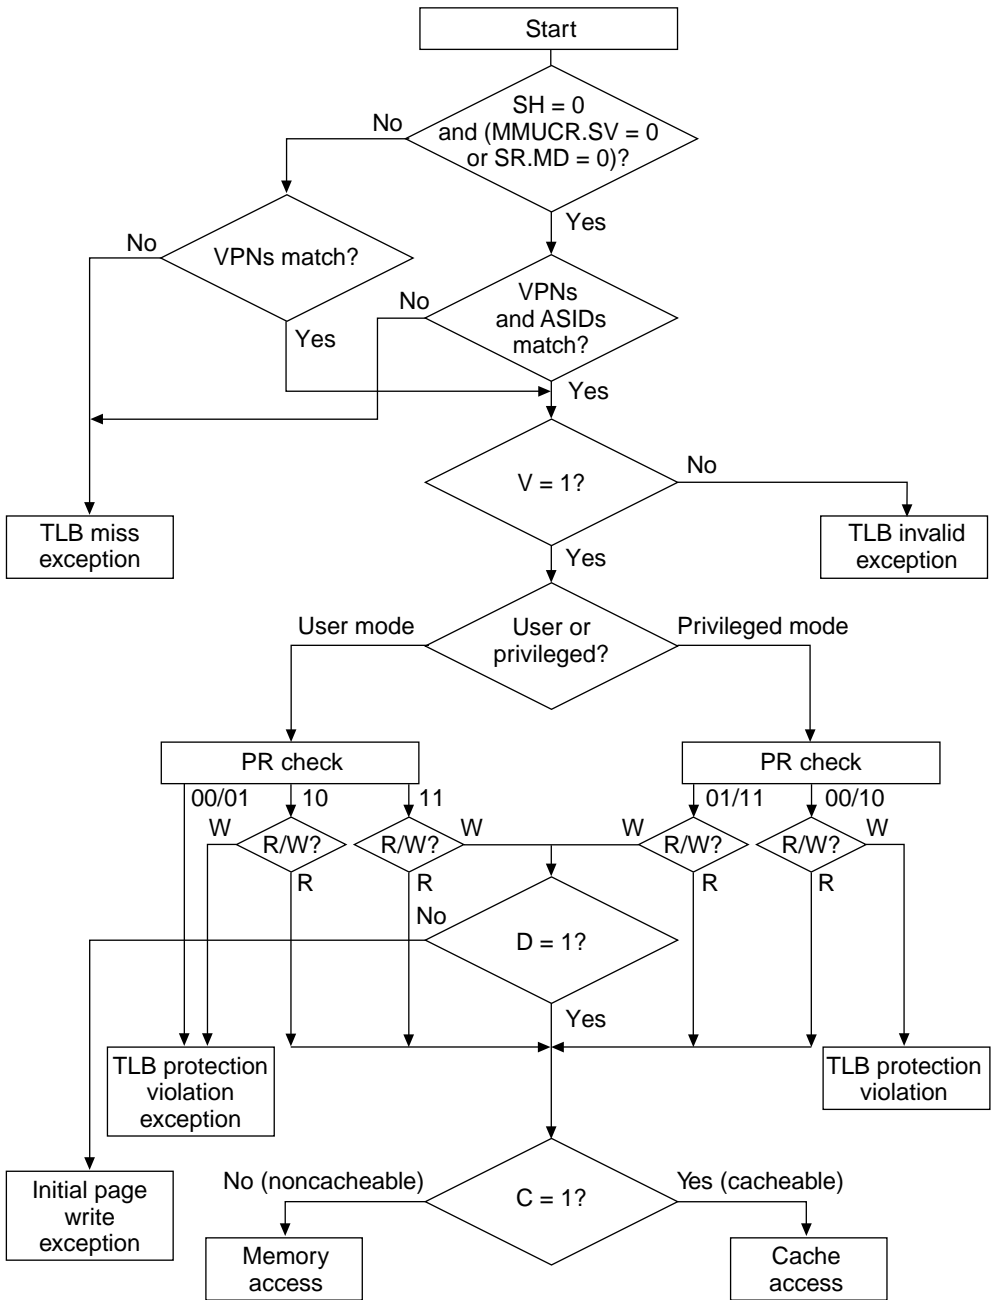 Start
SH = 0
and (MMUCR.SV = 0
or SR.MD = 0)?
No
Yes
No
VPNs match?
Yes
No
VPNs
and ASIDs
match?
Yes
V = 1?
No
Yes
TLB miss
exception
TLB invalid
exception
User mode
User or
privileged?
Privileged mode
PR check
PR check
00/01
10
11
01/11
00/10
W
R/W?
R
R/W?
W
R
W
R/W?
R
R/W?
W
R
No
D = 1?
Yes
TLB protection
violation
exception
TLB protection
violation
Initial page
write
exception
No (noncacheable)
C = 1?
Yes (cacheable)
Memory
access
Cache
access